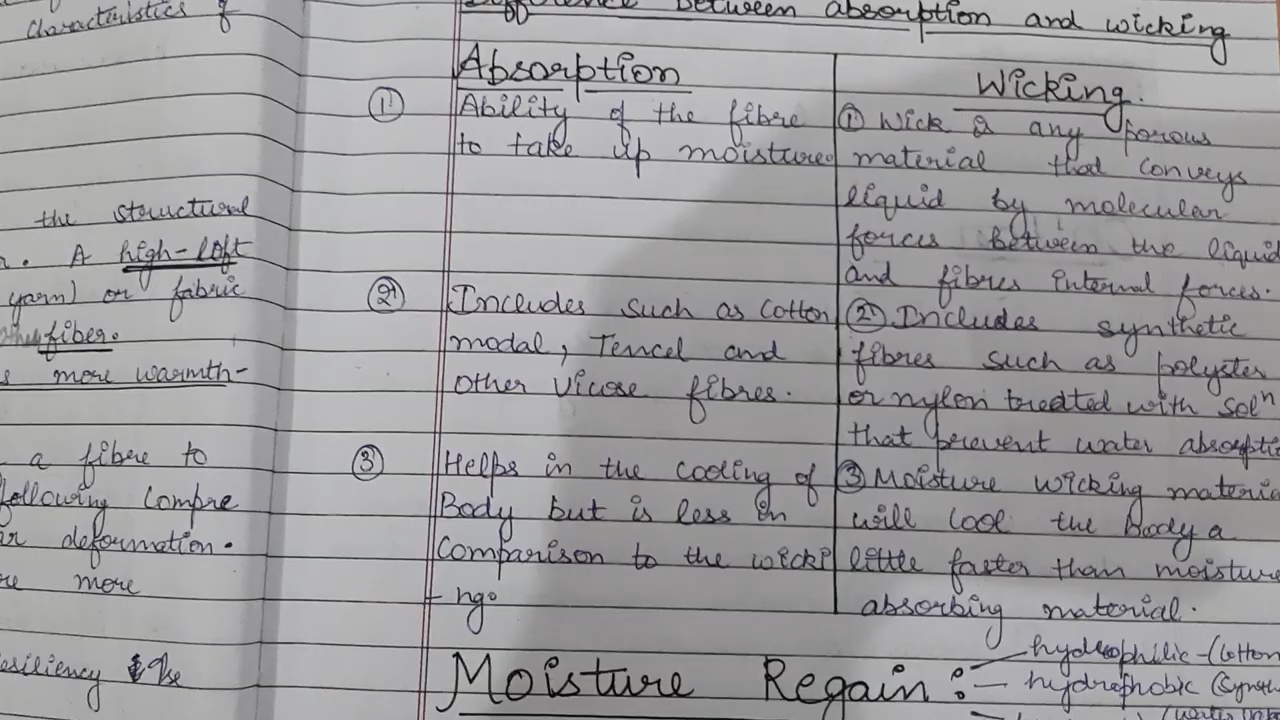 Characteristics of
the structural
A high-loft
yarn) or fabric
fiber.
more warmth-
a fibre to
following Compre
deformation.
more
esiliency the
Difference between absorption and wicking
Absorption
① Ability of the fibre
to take up moisture.
② Includes such as Cotton
modal, Tencel and
other Vicose fibres.
③ Helps in the cooling of
Body but is less in
Comparison to the wicki
-ng.
Wicking.
① Wick is any porous
material that conveys
liquid by molecular
forces between the liquid
and fibres internal forces.
② Includes synthetic
fibres such as polyster
or nylon treated with solⁿ
that prevent water absorptio
③ Moisture wicking materia
will cool the Body a
little faster than moisture
absorbing material.
Moisture Regain :
- hydrophilic - (Cotton
- hydrophobic (Synthe